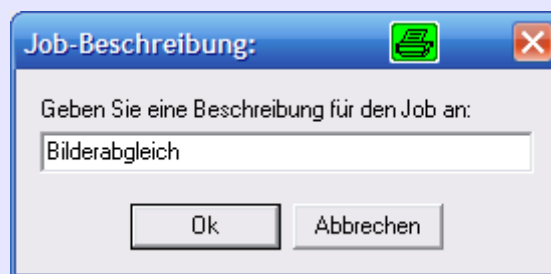 Job-Beschreibung:
Geben Sie eine Beschreibung für den Job an:
Bilderabgleich
Ok
Abbrechen